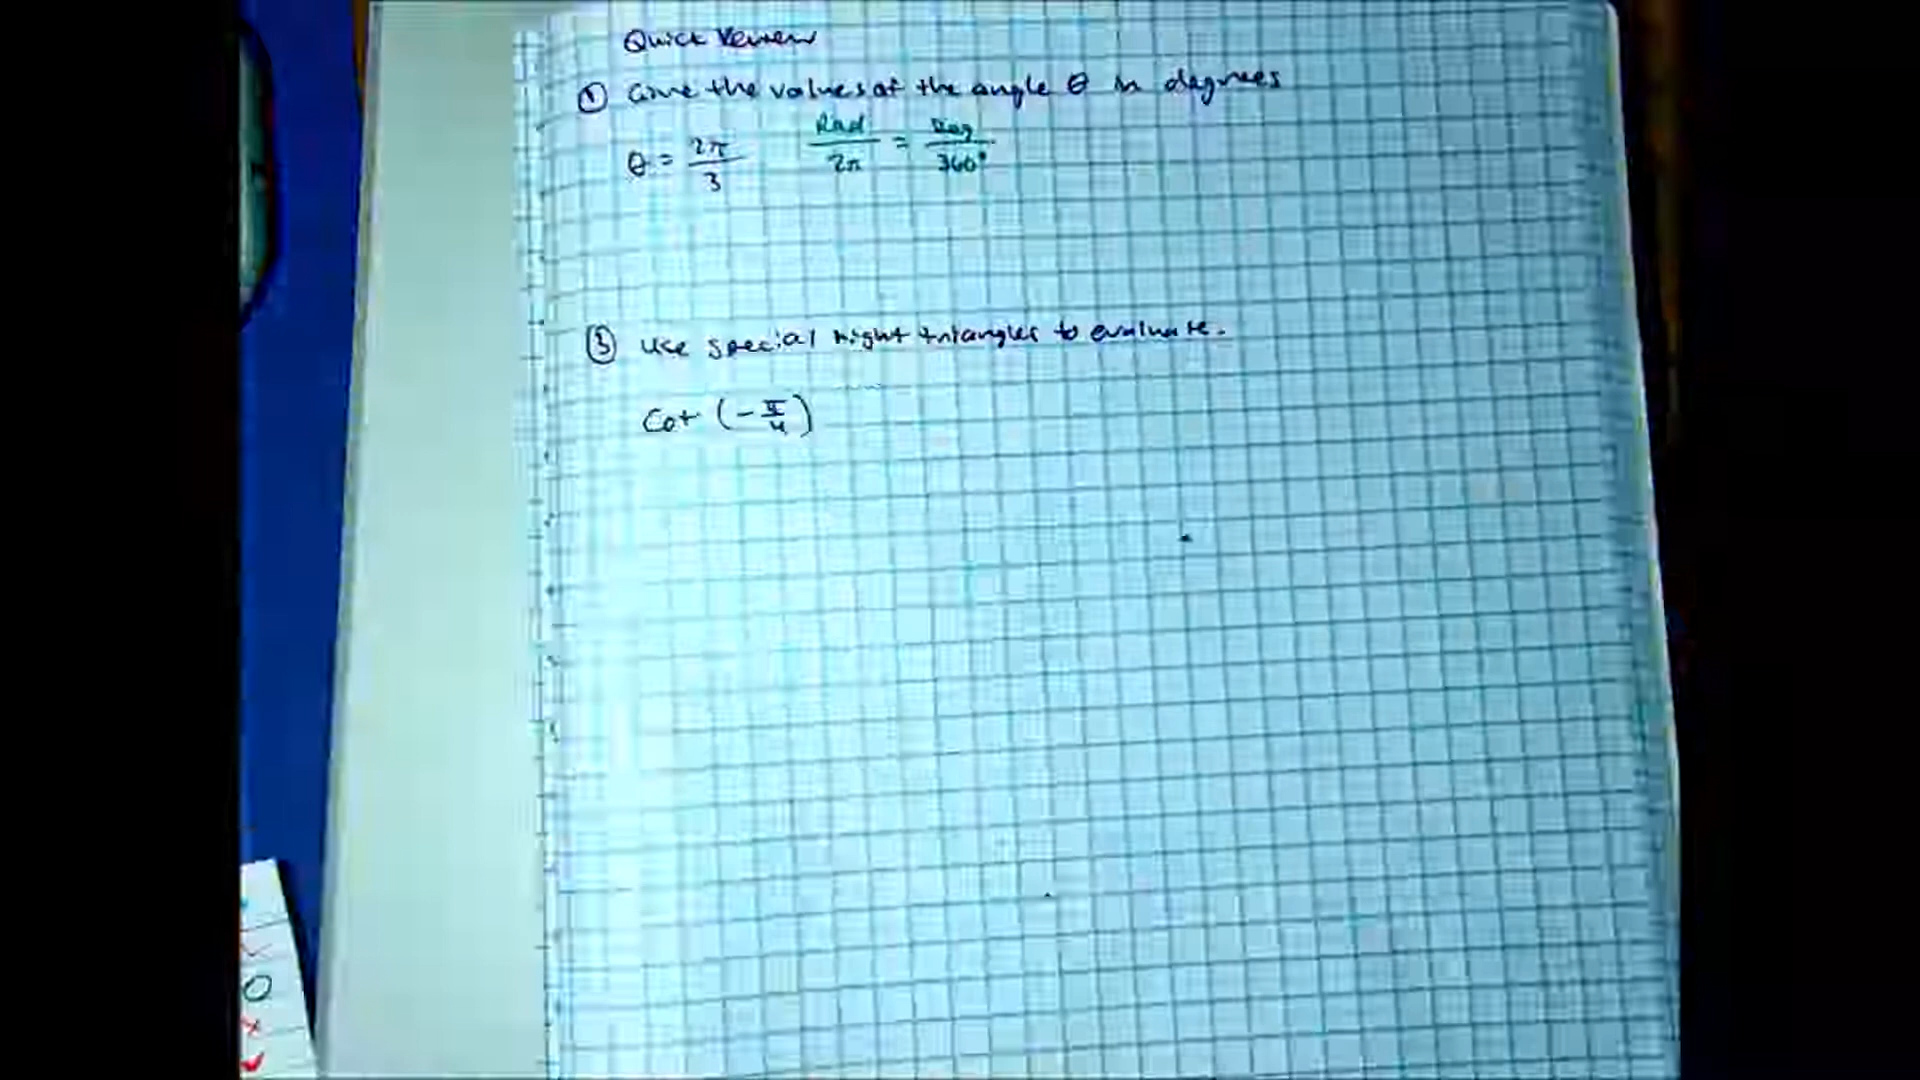 Quick Review
① Give the values of the angle θ in degrees
θ = 2π/3 Rad/2π = Deg/360°
③ Use special right triangles to evaluate.
Cot (-π/4)